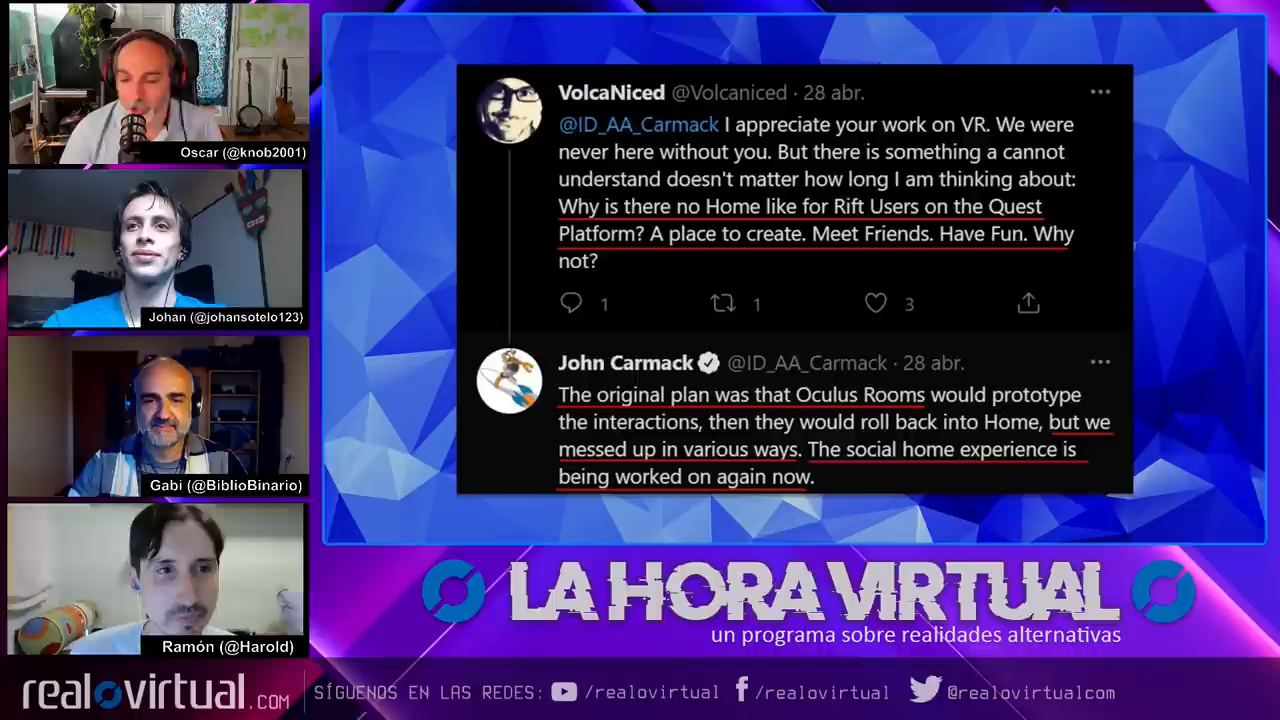 Oscar (@knob2001)
Johan (@johansotelo123)
Gabi (@BiblioBinario)
Ramón (@Harold)
VolcaNiced @Volcaniced · 28 abr.
@ID_AA_Carmack I appreciate your work on VR. We were
never here without you. But there is something a cannot
understand doesn't matter how long I am thinking about:
Why is there no Home like for Rift Users on the Quest
Platform? A place to create. Meet Friends. Have Fun. Why
not?
1 1 3
John Carmack @ID_AA_Carmack · 28 abr.
The original plan was that Oculus Rooms would prototype
the interactions, then they would roll back into Home, but we
messed up in various ways. The social home experience is
being worked on again now.
LA HORA VIRTUAL
un programa sobre realidades alternativas
realovirtual.COM
SÍGUENOS EN LAS REDES: /realovirtual /realovirtual @realovirtual